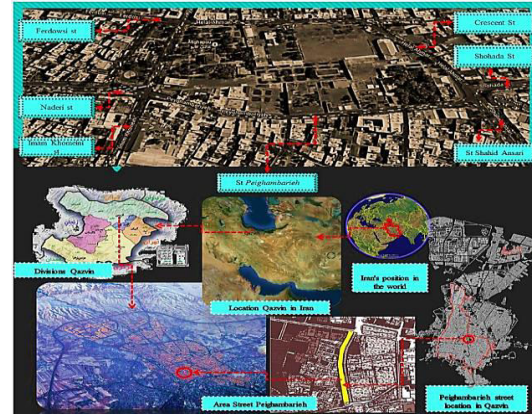 Ferdowsi st
Crescent St
Shohada St
Naderi st
Imam Khomeini
st
St Shahid Ansari
St Peighambarieh
Divisions Qazvin
Location Qazvin in Iran
Iran's position in
the world
Area Street Peighambarieh
Peighambarieh street
location in Qazvin